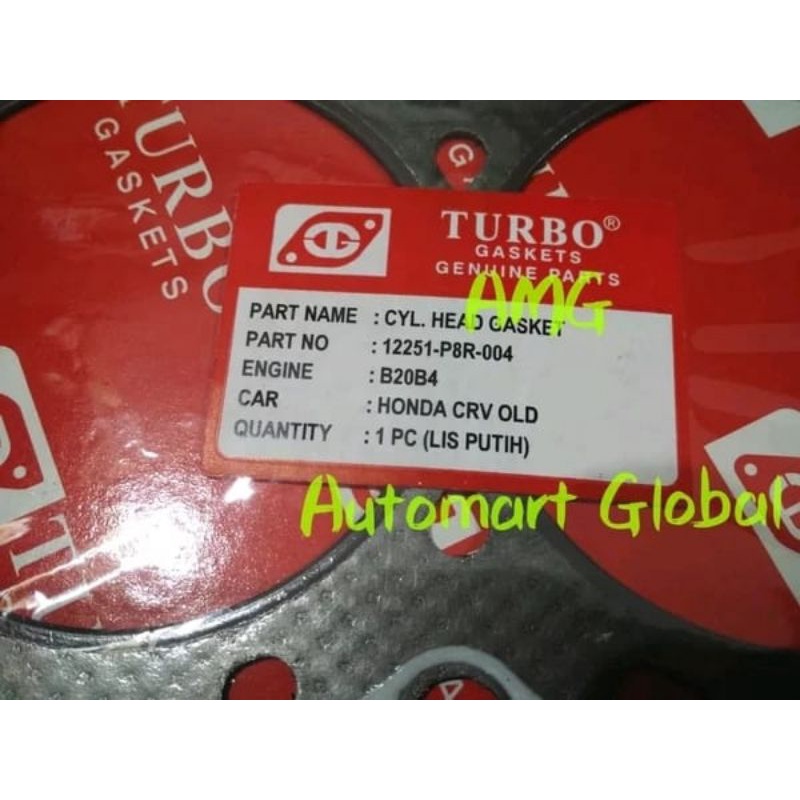 TURBO
GASKETS
G
TG
TURBO®
GASKETS
GENUINE PARTS
AMG
PART NAME : CYL. HEAD GASKET
PART NO : 12251-P8R-004
ENGINE : B20B4
CAR : HONDA CRV OLD
QUANTITY : 1 PC (LIS PUTIH)
Automart Global